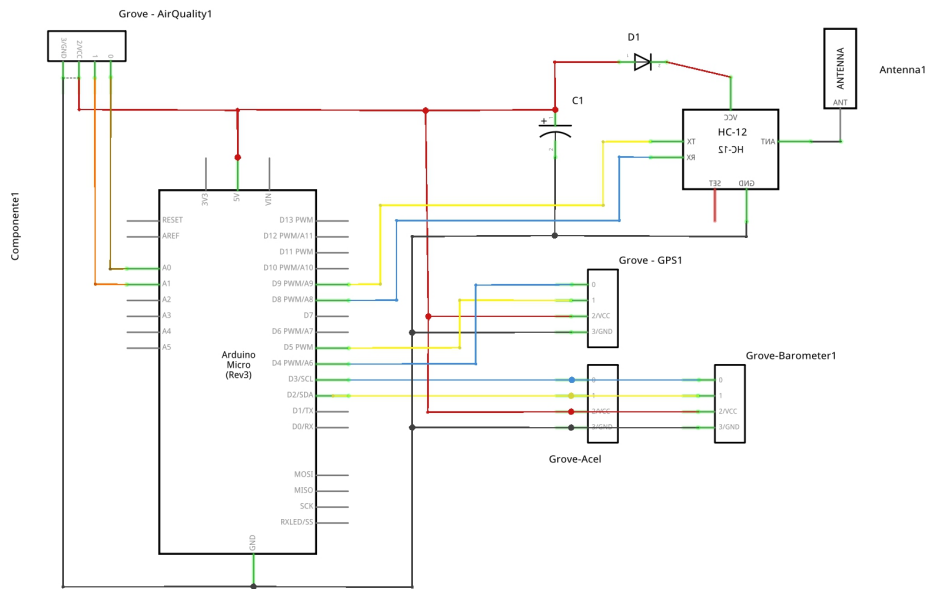 Grove - AirQuality1
3/GND
2/VCC
1
0
D1
C1
+
1
2
VCC
HC-12
HC-12
TX
RX
ANT
SET
GND
ANTENNA
ANT
Antenna1
Componente1
3V3
5V
VIN
RESET
AREF
A0
A1
A2
A3
A4
A5
D13 PWM
D12 PWM/A11
D11 PWM
D10 PWM/A10
D9 PWM/A9
D8 PWM/A8
D7
D6 PWM/A7
D5 PWM
D4 PWM/A6
D3/SCL
D2/SDA
D1/TX
D0/RX
MOSI
MISO
SCK
RXLED/SS
GND
Arduino
Micro
(Rev3)
Grove - GPS1
0
1
2/VCC
3/GND
Grove-Barometer1
0
1
2/VCC
3/GND
0
1
2/VCC
3/GND
Grove-Acel